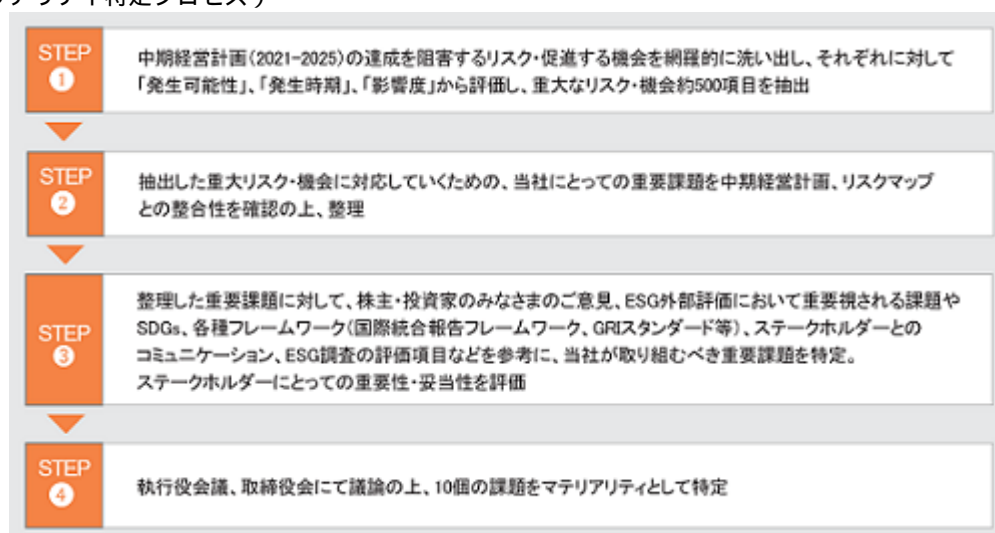 STEP
❶
中期経営計画(2021-2025)の達成を阻害するリスク・促進する機会を網羅的に洗い出し、それぞれに対して
「発生可能性」、「発生時期」、「影響度」から評価し、重大なリスク・機会約500項目を抽出
STEP
❷
抽出した重大リスク・機会に対応していくための、当社にとっての重要課題を中期経営計画、リスクマップ
との整合性を確認の上、整理
STEP
❸
整理した重要課題に対して、株主・投資家のみなさまのご意見、ESG外部評価において重要視される課題や
SDGs、各種フレームワーク(国際統合報告フレームワーク、GRIスタンダード等)、ステークホルダーとの
コミュニケーション、ESG調査の評価項目などを参考に、当社が取り組むべき重要課題を特定。
ステークホルダーにとっての重要性・妥当性を評価
STEP
❹
執行役会議、取締役会にて議論の上、10個の課題をマテリアリティとして特定